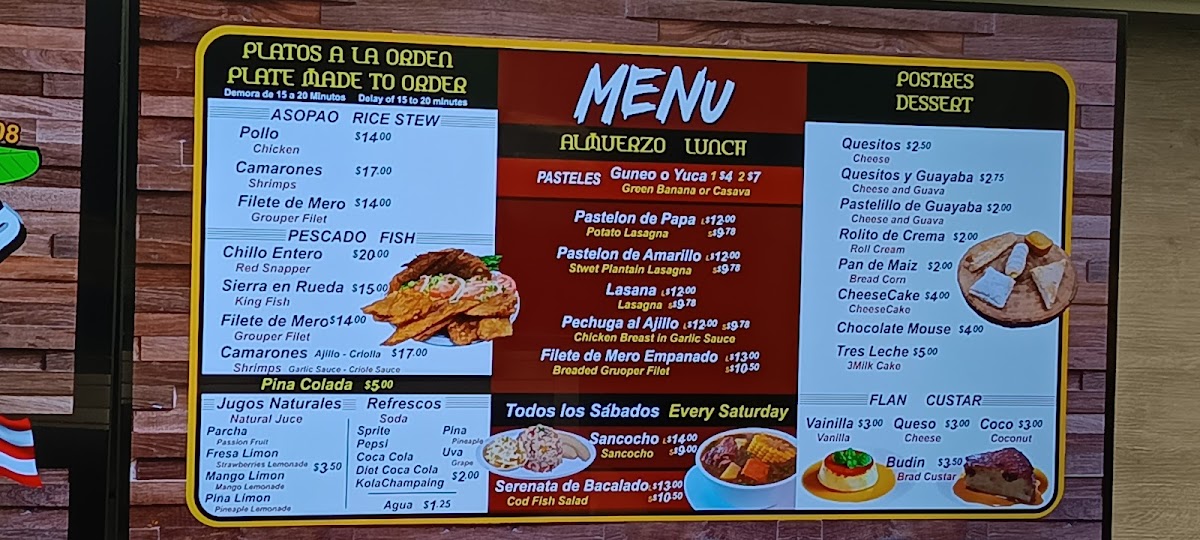 08
PLATOS A LA ORDEN
PLATE MADE TO ORDER
Demora de 15 a 20 Minutos Delay of 15 to 20 minutes
ASOPAO RICE STEW
Pollo $14.00
Chicken
Camarones $17.00
Shrimps
Filete de Mero $14.00
Grouper Filet
PESCADO FISH
Chillo Entero $20.00
Red Snapper
Sierra en Rueda $15.00
King Fish
Filete de Mero $14.00
Grouper Filet
Camarones Ajillo - Criolla $17.00
Shrimps Garlic Sauce - Criole Sauce
Pina Colada $5.00
Jugos Naturales
Natural Juce
Parcha
Passion Fruit
Fresa Limon
Strawberries Lemonade $3.50
Mango Limon
Mango Lemonade
Pina Limon
Pineaple Lemonade
Refrescos
Soda
Sprite
Pepsi
Coca Cola
Diet Coca Cola
KolaChampaing
Pina
Pineaple
Uva
Grape
$2.00
Agua $1.25
MENU
ALMUERZO LUNCH
PASTELES Guneo o Yuca 1 $4 2 $7
Green Banana or Casava
Pastelon de Papa L$12.00
Potato Lasagna S$9.78
Pastelon de Amarillo L$12.00
Stwet Plantain Lasagna S$9.78
Lasana L$12.00
Lasagna S$9.78
Pechuga al Ajillo L$12.00 S$9.78
Chicken Breast in Garlic Sauce
Filete de Mero Empanado L$13.00
Breaded Gruoper Filet S$10.50
Todos los Sábados Every Saturday
Sancocho L$14.00
Sancocho S$9.00
Serenata de Bacalado L$13.00
Cod Fish Salad S$10.50
POSTRES
DESSERT
Quesitos $2.50
Cheese
Quesitos y Guayaba $2.75
Cheese and Guava
Pastelillo de Guayaba $2.00
Cheese and Guava
Rolito de Crema $2.00
Roll Cream
Pan de Maiz $2.00
Bread Corn
CheeseCake $4.00
CheeseCake
Chocolate Mouse $4.00
Tres Leche $5.00
3Milk Cake
FLAN CUSTAR
Vainilla $3.00 Queso $3.00 Coco $3.00
Vanilla Cheese Coconut
Budin $3.50
Brad Custar